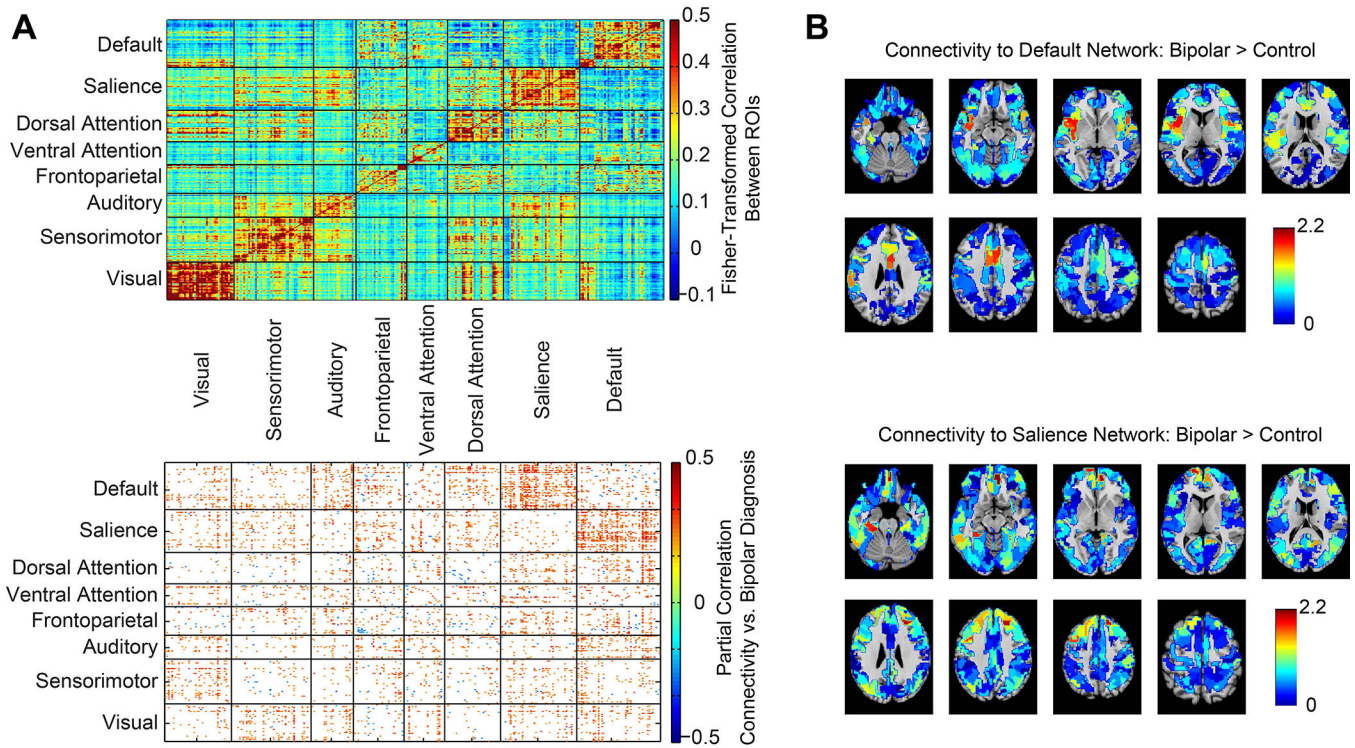 A
Default
Salience
Dorsal Attention
Ventral Attention
Frontoparietal
Auditory
Sensorimotor
Visual
0.5
0.4
0.3
0.2
0.1
0
−0.1
Fisher-Transformed Correlation
Between ROIs
Visual
Sensorimotor
Auditory
Frontoparietal
Ventral Attention
Dorsal Attention
Salience
Default
Default
Salience
Dorsal Attention
Ventral Attention
Frontoparietal
Auditory
Sensorimotor
Visual
0.5
0
−0.5
Partial Correlation
Connectivity vs. Bipolar Diagnosis
B
Connectivity to Default Network: Bipolar > Control
2.2
0
Connectivity to Salience Network: Bipolar > Control
2.2
0